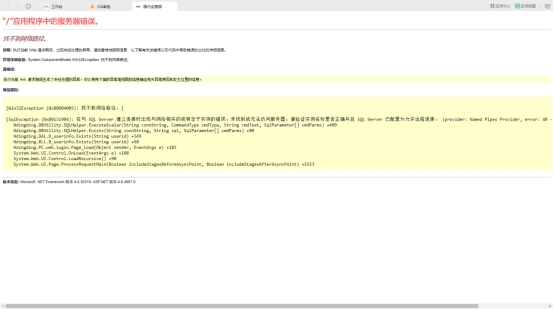 工作台
OA审批
应用中心
应用商城
"/"应用程序中的服务器错误。
找不到网络路径。
说明: 执行当前 Web 请求期间，出现未经处理的异常。请检查堆栈跟踪信息，以了解有关该错误以及代码中导致错误的出处的详细信息。
异常详细信息: System.ComponentModel.Win32Exception: 找不到网络路径。
源错误:
执行当前 Web 请求期间生成了未经处理的异常。可以使用下面的异常堆栈跟踪信息确定有关异常原因和发生位置的信息。
堆栈跟踪:
[Win32Exception (0x80004005): 找不到网络路径。]
[SqlException (0x80131904): 在与 SQL Server 建立连接时出现与网络相关的或特定于实例的错误。未找到或无法访问服务器。请验证实例名称是否正确并且 SQL Server 已配置为允许远程连接。 (provider: Named Pipes Provider, error: 40 -
Ndingding.DBUtility.SQLHelper.ExecuteScalar(String connString, CommandType cmdType, String cmdText, SqlParameter[] cmdParms) +409
Ndingding.DBUtility.SQLHelper.Exists(String connString, String sql, SqlParameter[] cmdParms) +80
Ndingding.DAL.D_userinfo.Exists(String userid) +349
Ndingding.BLL.B_userinfo.Exists(String userid) +80
Ndingding.PC.web.login.Page_Load(Object sender, EventArgs e) +183
System.Web.UI.Control.OnLoad(EventArgs e) +108
System.Web.UI.Control.LoadRecursive() +90
System.Web.UI.Page.ProcessRequestMain(Boolean includeStagesBeforeAsyncPoint, Boolean includeStagesAfterAsyncPoint) +1533
版本信息: Microsoft .NET Framework 版本:4.0.30319; ASP.NET 版本:4.8.4667.0